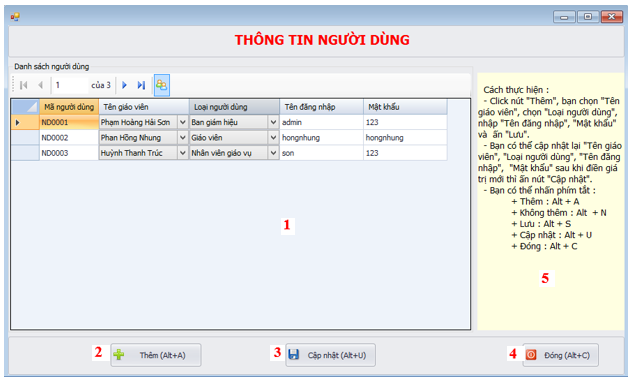 THÔNG TIN NGƯỜI DÙNG
Danh sách người dùng
1 của 3
Mã người dùng Tên giáo viên Loại người dùng Tên đăng nhập Mật khẩu
ND0001 Phạm Hoàng Hải Sơn Ban giám hiệu admin 123
ND0002 Phan Hồng Nhung Giáo viên hongnhung hongnhung
ND0003 Huỳnh Thanh Trúc Nhân viên giáo vụ son 123
1
Cách thực hiện :
- Click nút "Thêm", bạn chọn "Tên
giáo viên", chọn "Loại người dùng",
nhập "Tên đăng nhập", "Mật khẩu"
và ấn "Lưu".
- Bạn có thể cập nhật lại "Tên giáo
viên", "Loại người dùng", "Tên đăng
nhập", "Mật khẩu" sau khi điền giá
trị mới thì ấn nút "Cập nhật".
- Bạn có thể nhấn phím tắt :
+ Thêm : Alt + A
+ Không thêm : Alt + N
+ Lưu : Alt + S
+ Cập nhật : Alt + U
+ Đóng : Alt + C
5
2 Thêm (Alt+A) 3 Cập nhật (Alt+U) 4 Đóng (Alt+C)